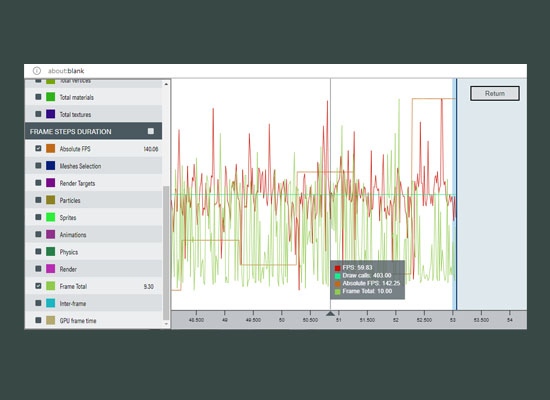 about:blank
Total vertices
Total materials
Total textures
FRAME STEPS DURATION
Absolute FPS 140.06
Meshes Selection
Render Targets
Particles
Sprites
Animations
Physics
Render
Frame Total 9.30
Inter-frame
GPU frame time
Return
FPS: 59.83
Draw calls: 403.00
Absolute FPS: 142.25
Frame Total: 10.00
48.500 49 49.500 50 50.500 51 51.500 52 52.500 53 53.500 54